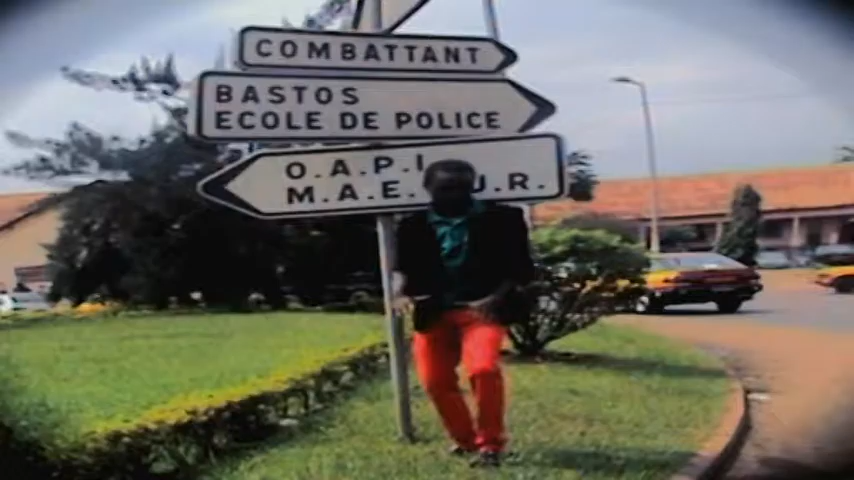 COMBATTANT
BASTOS
ECOLE DE POLICE
O.A.P.I
M.A.E. U.R.